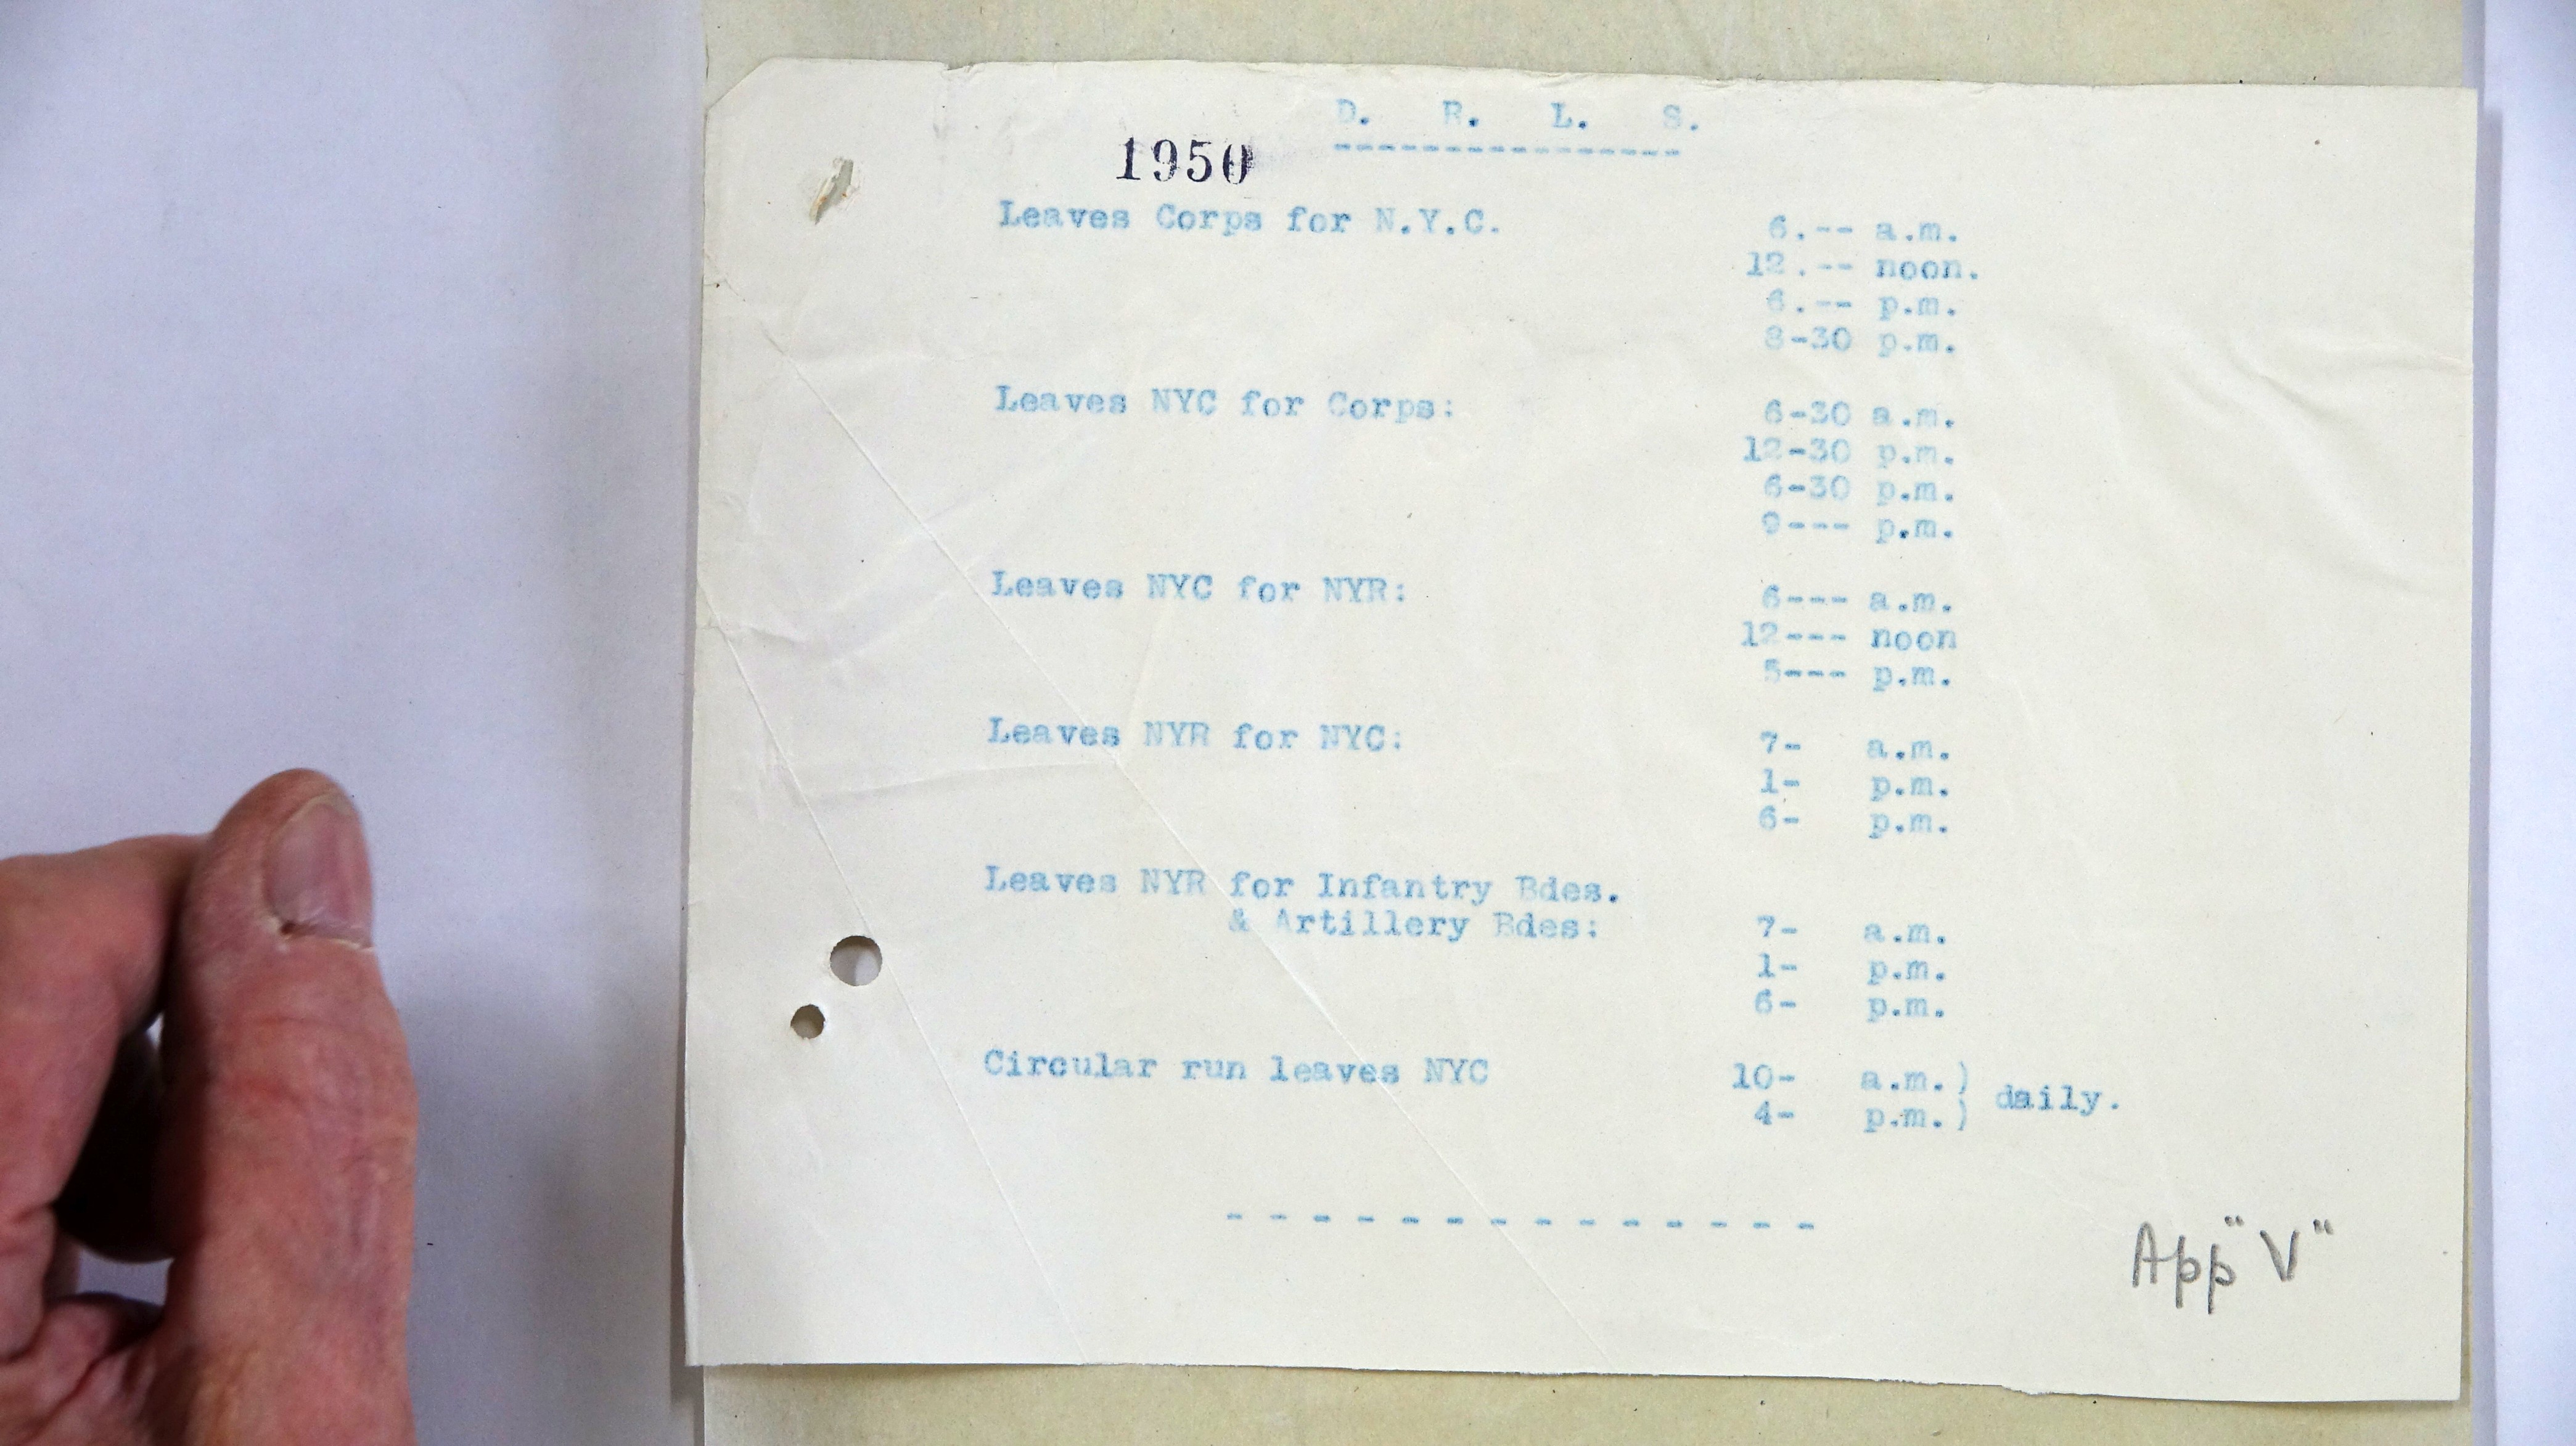 D. R. L. S.
-----------------
1950
Leaves Corps for N.Y.C. 6.-- a.m.
12.-- noon.
6.-- p.m.
8-30 p.m.
Leaves NYC for Corps: 6-30 a.m.
12-30 p.m.
6-30 p.m.
9--- p.m.
Leaves NYC for NYR: 6--- a.m.
12--- noon
5--- p.m.
Leaves NYR for NYC: 7- a.m.
1- p.m.
6- p.m.
Leaves NYR for Infantry Bdes.
& Artillery Bdes: 7- a.m.
1- p.m.
6- p.m.
Circular run leaves NYC 10- a.m.) daily.
4- p.m.)
- - - - - - - - - - - - - -
App "V"